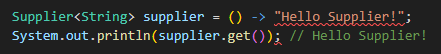 Supplier<String> supplier = () -> "Hello Supplier!";
System.out.println(supplier.get()); // Hello Supplier!